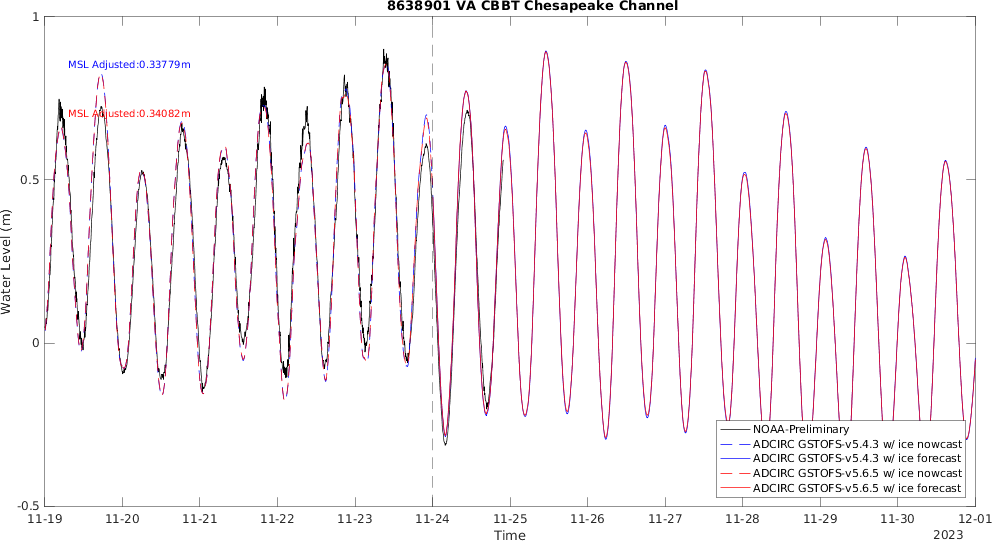 8638901 VA CBBT Chesapeake Channel
1
MSL Adjusted:0.33779m
MSL Adjusted:0.34082m
0.5
Water Level (m)
0
NOAA-Preliminary
ADCIRC GSTOFS-v5.4.3 w/ ice nowcast
ADCIRC GSTOFS-v5.4.3 w/ ice forecast
ADCIRC GSTOFS-v5.6.5 w/ ice nowcast
ADCIRC GSTOFS-v5.6.5 w/ ice forecast
-0.5
11-19 11-20 11-21 11-22 11-23 11-24 11-25 11-26 11-27 11-28 11-29 11-30 12-01
Time
2023